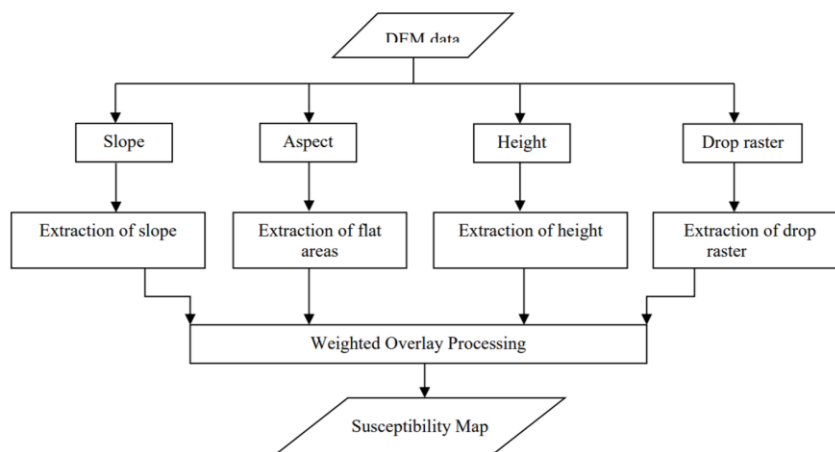 DEM data
Slope
Aspect
Height
Drop raster
Extraction of slope
Extraction of flat
areas
Extraction of height
Extraction of drop
raster
Weighted Overlay Processing
Susceptibility Map